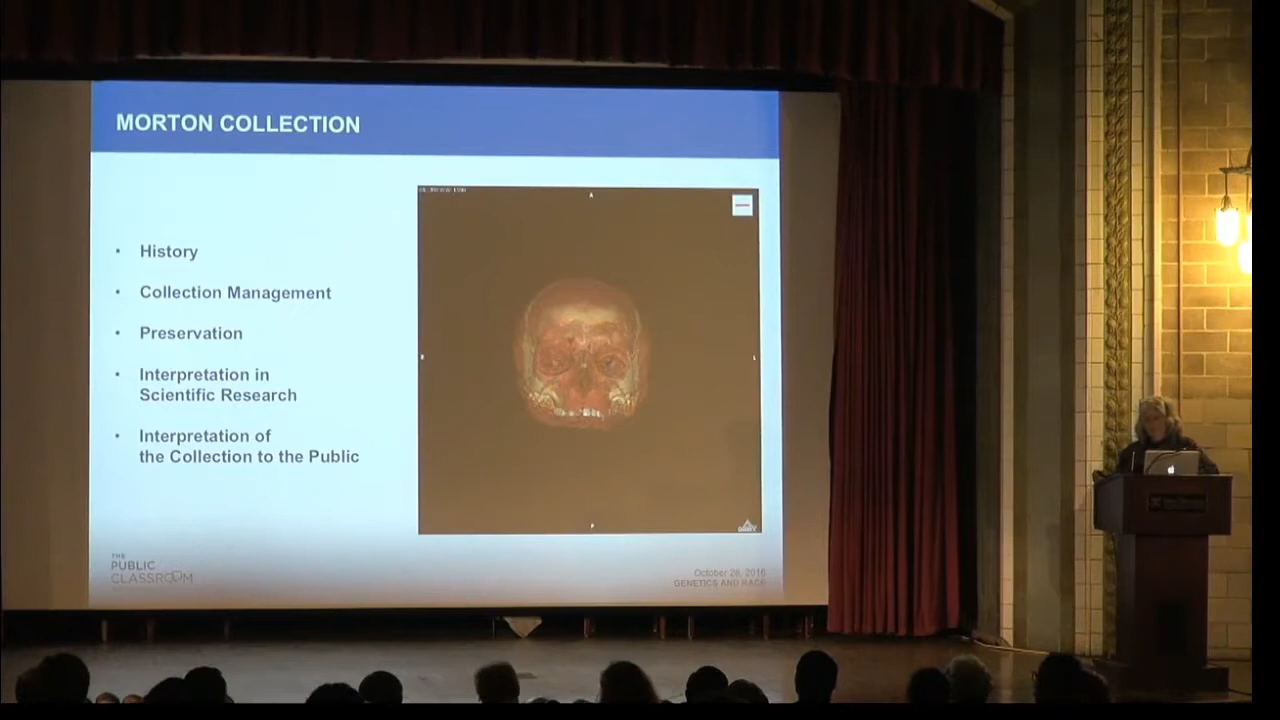 MORTON COLLECTION
• History
• Collection Management
• Preservation
• Interpretation in
Scientific Research
• Interpretation of
the Collection to the Public
A
L
P
THE
PUBLIC
CLASSROOM
October 26, 2016
GENETICS AND RACE